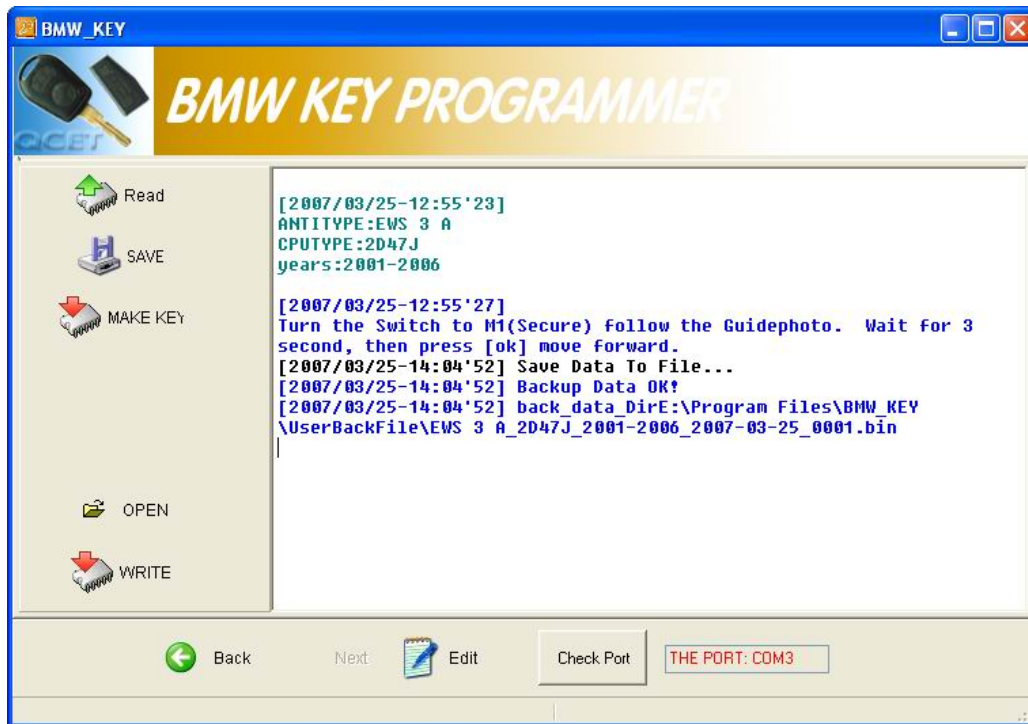 BMW_KEY
BMW KEY PROGRAMMER
QCET
Read
SAVE
MAKE KEY
OPEN
WRITE
[2007/03/25-12:55'23]
ANTITYPE:EWS 3 A
CPUTYPE:2D47J
years:2001-2006
[2007/03/25-12:55'27]
Turn the Switch to M1(Secure) follow the Guidephoto.  Wait for 3
second, then press [ok] move forward.
[2007/03/25-14:04'52] Save Data To File...
[2007/03/25-14:04'52] Backup Data OK!
[2007/03/25-14:04'52] back_data_DirE:\Program Files\BMW_KEY
\UserBackFile\EWS 3 A_2D47J_2001-2006_2007-03-25_0001.bin
Back
Next
Edit
Check Port
THE PORT: COM3